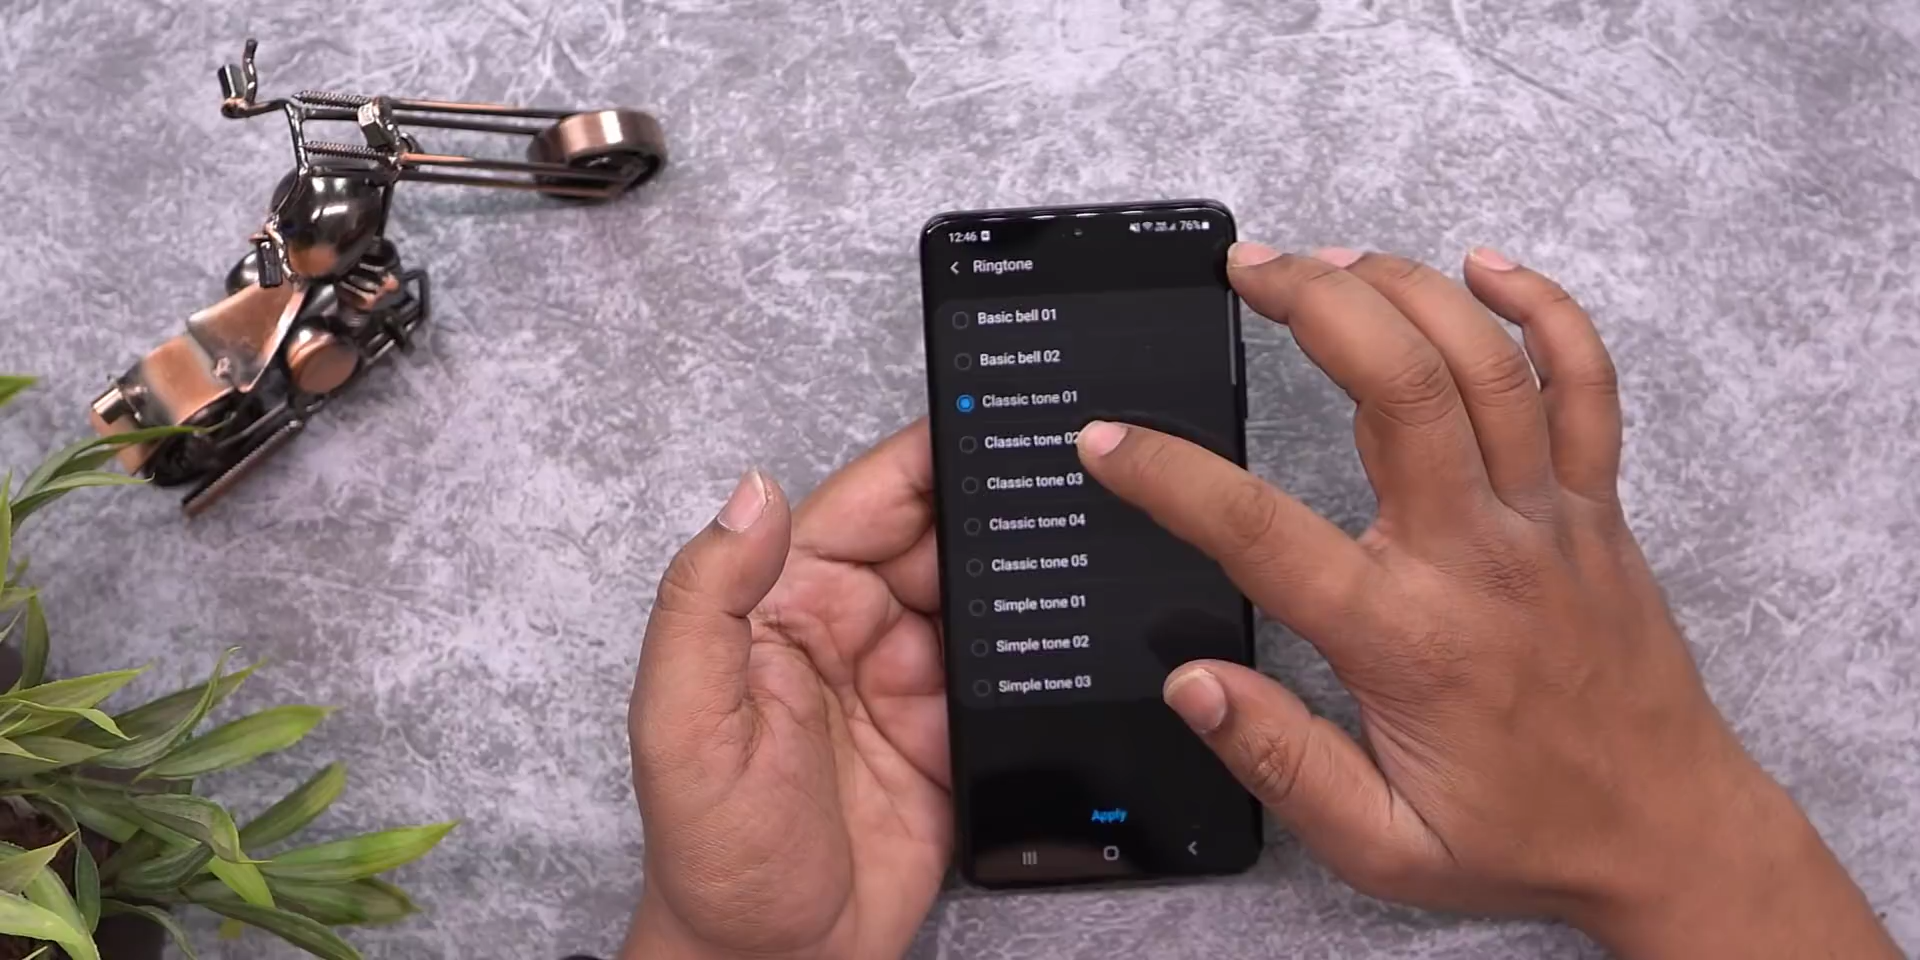 12:46
76%
Ringtone
Basic bell 01
Basic bell 02
Classic tone 01
Classic tone 02
Classic tone 03
Classic tone 04
Classic tone 05
Simple tone 01
Simple tone 02
Simple tone 03
Apply